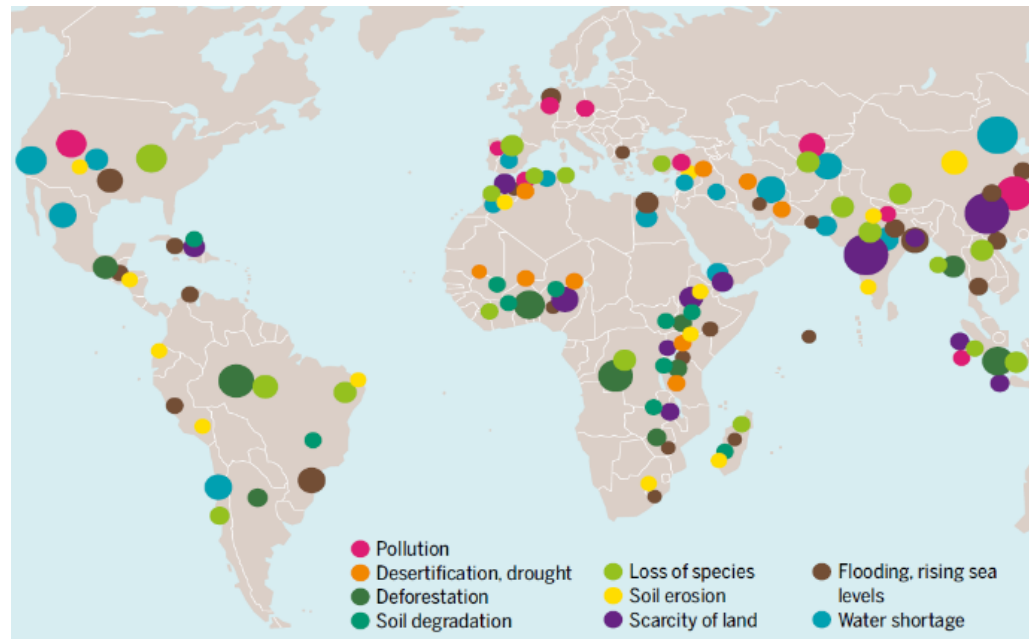 Pollution
Desertification, drought
Deforestation
Soil degradation
Loss of species
Soil erosion
Scarcity of land
Flooding, rising sea
levels
Water shortage